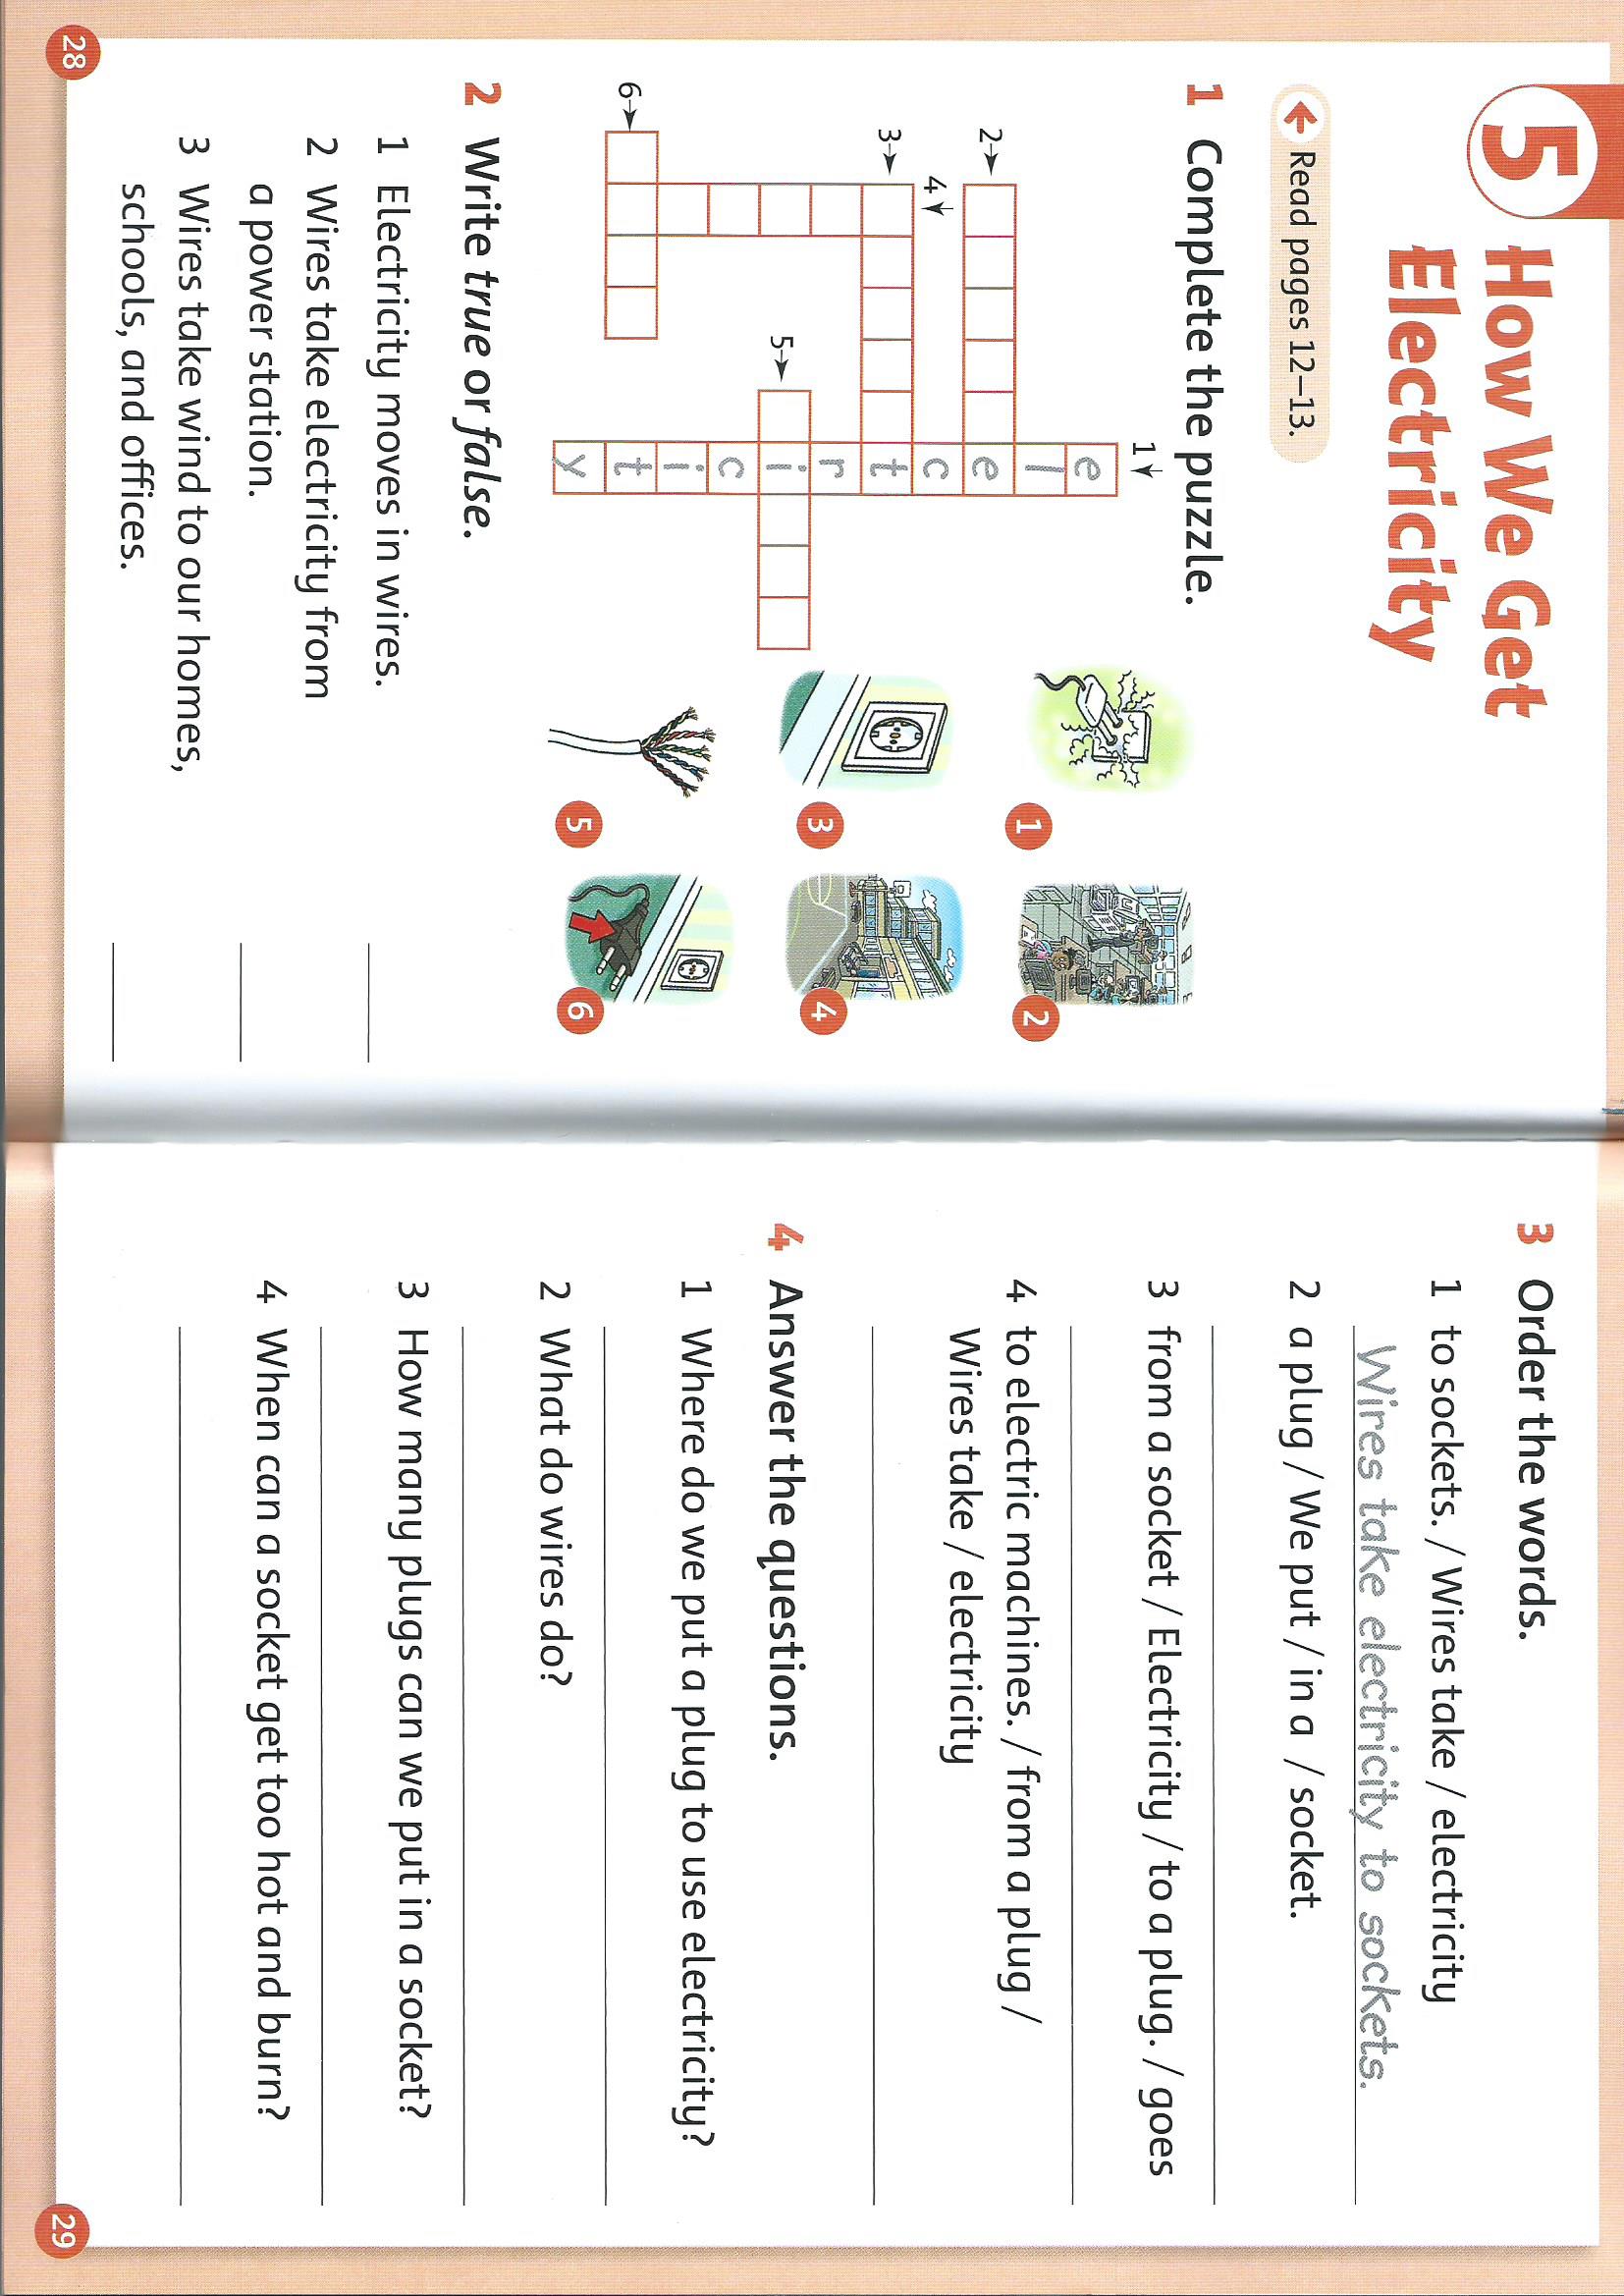 5 How We Get
Electricity
← Read pages 12–13.
1 Complete the puzzle.
1
2
3
4
5
6
e
l
e
c
t
r
i
c
i
t
y
1
2
3
4
5
6
2 Write true or false.
1 Electricity moves in wires.
2 Wires take electricity from
a power station.
3 Wires take wind to our homes,
schools, and offices.
28
3 Order the words.
1 to sockets. / Wires take / electricity
Wires take electricity to sockets.
2 a plug / We put / in a / socket.
3 from a socket / Electricity / to a plug. / goes
4 to electric machines. / from a plug /
Wires take / electricity
4 Answer the questions.
1 Where do we put a plug to use electricity?
2 What do wires do?
3 How many plugs can we put in a socket?
4 When can a socket get too hot and burn?
29